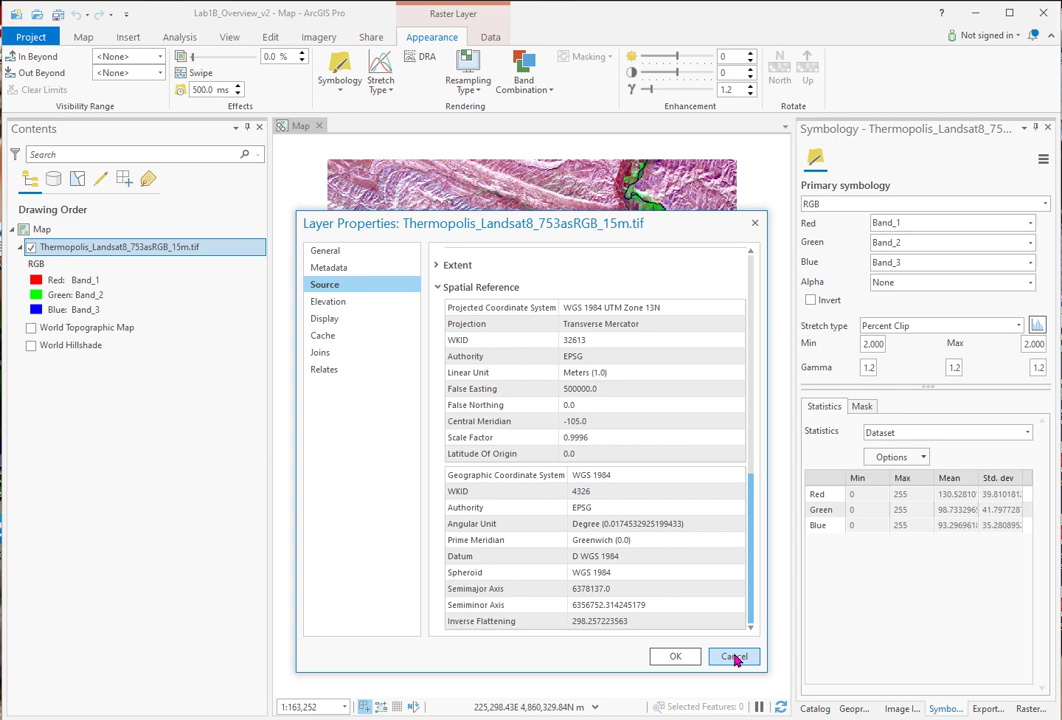 Lab1B_Overview_v2 - Map - ArcGIS Pro
Raster Layer
?
Project Map Insert Analysis View Edit Imagery Share Appearance Data
Not signed in
In Beyond <None>
Out Beyond <None>
Clear Limits
Visibility Range
0.0 %
Swipe
500.0 ms
Effects
Symbology
Stretch Type
DRA
Resampling Type
Band Combination
Masking
Rendering
0
0
1.2
Enhancement
North Up
Rotate
Contents
Search
Drawing Order
Map
Thermopolis_Landsat8_753asRGB_15m.tif
RGB
Red: Band_1
Green: Band_2
Blue: Band_3
World Topographic Map
World Hillshade
Map
Layer Properties: Thermopolis_Landsat8_753asRGB_15m.tif
General
Metadata
Source
Elevation
Display
Cache
Joins
Relates
Extent
Spatial Reference
Projected Coordinate System WGS 1984 UTM Zone 13N
Projection Transverse Mercator
WKID 32613
Authority EPSG
Linear Unit Meters (1.0)
False Easting 500000.0
False Northing 0.0
Central Meridian -105.0
Scale Factor 0.9996
Latitude Of Origin 0.0
Geographic Coordinate System WGS 1984
WKID 4326
Authority EPSG
Angular Unit Degree (0.0174532925199433)
Prime Meridian Greenwich (0.0)
Datum D WGS 1984
Spheroid WGS 1984
Semimajor Axis 6378137.0
Semiminor Axis 6356752.314245179
Inverse Flattening 298.257223563
OK Cancel
1:163,252
225,298.43E 4,860,329.84N m
Selected Features: 0
Symbology - Thermopolis_Landsat8_75...
Primary symbology
RGB
Red Band_1
Green Band_2
Blue Band_3
Alpha None
Invert
Stretch type Percent Clip
Min 2.000 Max 2.000
Gamma 1.2 1.2 1.2
Statistics Mask
Statistics Dataset
Options
Min Max Mean Std. dev
Red 0 255 130.52810 39.810181
Green 0 255 98.733296 41.797728
Blue 0 255 93.296961 35.280895
Catalog Geopr... Image I... Symbo... Export... Raster...